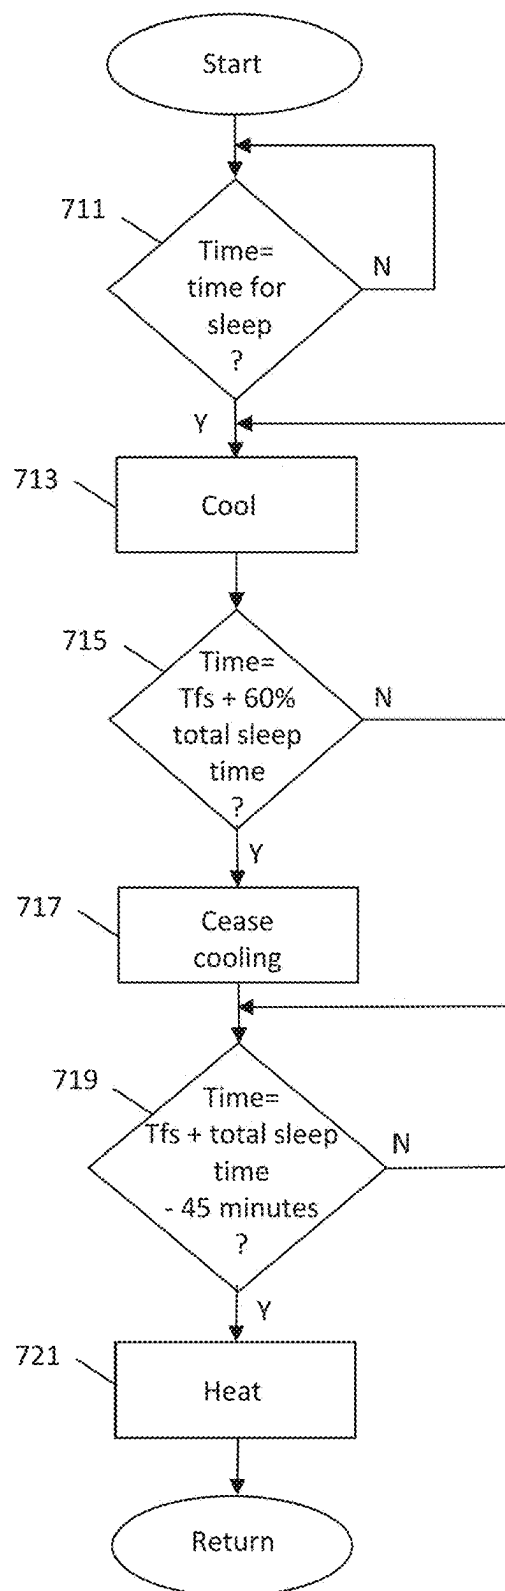 Start
711
Time=
time for
sleep
?
N
Y
713
Cool
715
Time=
Tfs + 60%
total sleep
time
?
N
Y
717
Cease
cooling
719
Time=
Tfs + total sleep
time
- 45 minutes
?
N
Y
721
Heat
Return